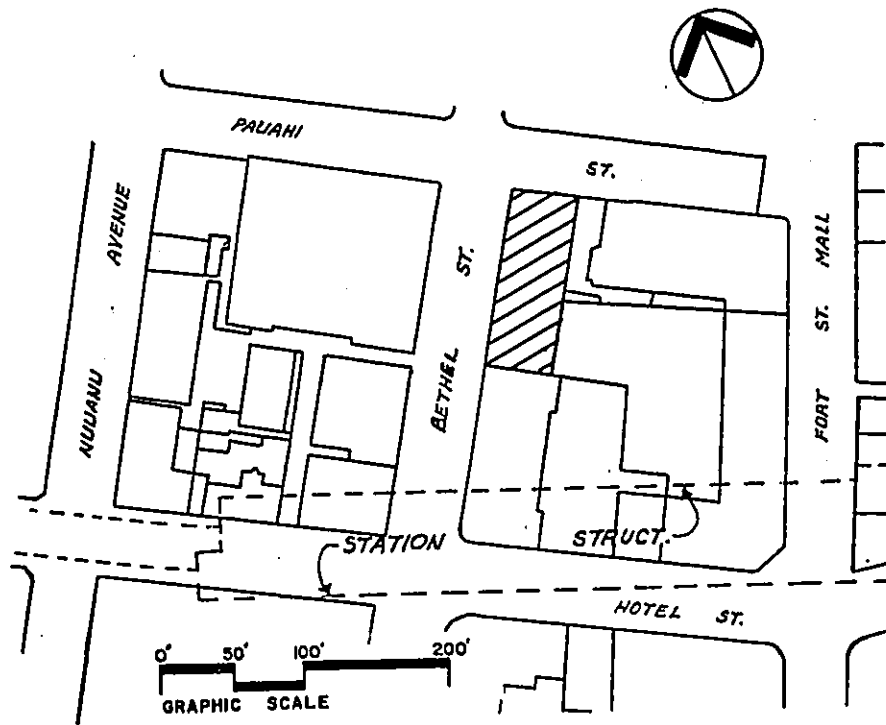 PAUAHI
ST.
NUUANU
AVENUE
BETHEL
ST.
FORT
ST.
MALL
STATION
STRUCT.
HOTEL ST.
0' 50' 100' 200'
GRAPHIC SCALE